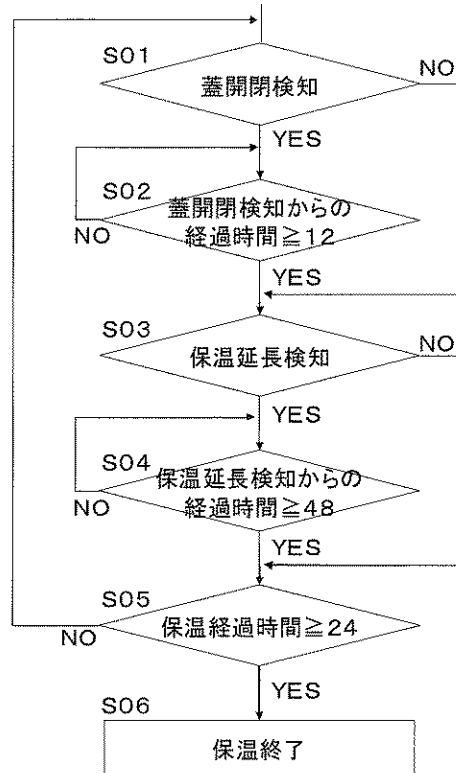 S01
蓋開閉検知
NO
YES
S02
蓋開閉検知からの
経過時間≧12
NO
YES
S03
保温延長検知
NO
YES
S04
保温延長検知からの
経過時間≧48
NO
YES
S05
保温経過時間≧24
NO
YES
S06
保温終了